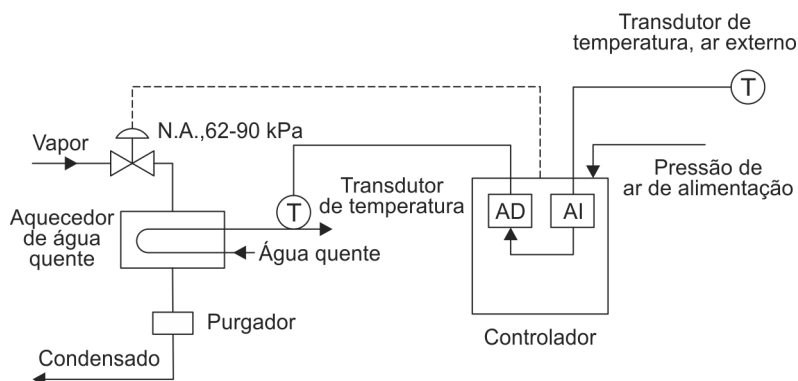 Transdutor de
temperatura, ar externo
T
N.A.,62-90 kPa
Vapor
Pressão de
ar de alimentação
Transdutor
de temperatura
T
AD
AI
Aquecedor
de água
quente
Água quente
Purgador
Controlador
Condensado